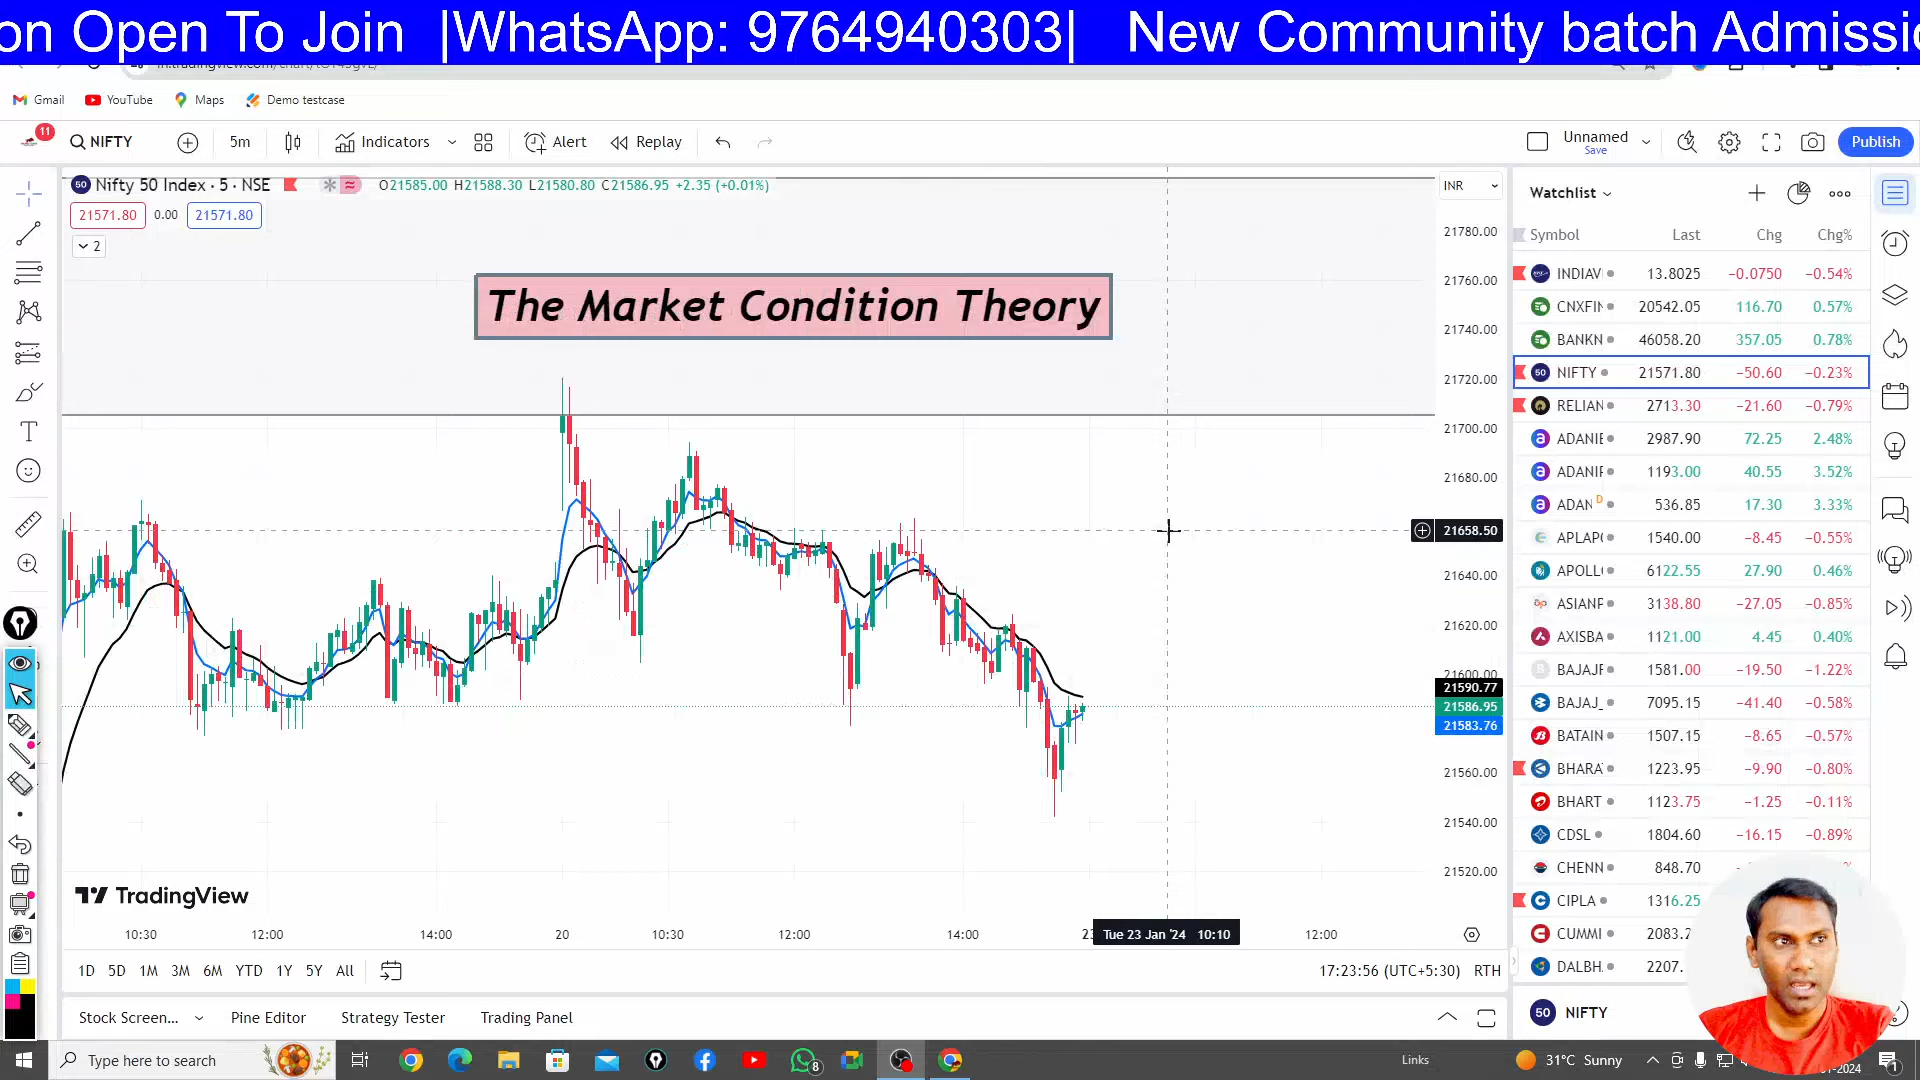 on Open To Join |WhatsApp: 9764940303| New Community batch Admissi
Gmail YouTube Maps Demo testcase
11
NIFTY 5m Indicators Alert Replay Unnamed Save Publish
Nifty 50 Index · 5 · NSE O21585.00 H21588.30 L21580.80 C21586.95 +2.35 (+0.01%)
21571.80 0.00 21571.80
2
The Market Condition Theory
INR
21780.00
21760.00
21740.00
21720.00
21700.00
21680.00
21658.50
21640.00
21620.00
21600.00
21590.77
21586.95
21583.76
21560.00
21540.00
21520.00
TradingView
10:30 12:00 14:00 20 10:30 12:00 14:00 Tue 23 Jan '24 10:10 12:00
1D 5D 1M 3M 6M YTD 1Y 5Y All 17:23:56 (UTC+5:30) RTH
Stock Screen... Pine Editor Strategy Tester Trading Panel
Watchlist
Symbol Last Chg Chg%
INDIAV 13.8025 −0.0750 −0.54%
CNXFIN 20542.05 116.70 0.57%
BANKN 46058.20 357.05 0.78%
50 NIFTY 21571.80 −50.60 −0.23%
RELIAN 2713.30 −21.60 −0.79%
ADANIE 2987.90 72.25 2.48%
ADANIF 1193.00 40.55 3.52%
ADAN D 536.85 17.30 3.33%
APLAP 1540.00 −8.45 −0.55%
APOLL 6122.55 27.90 0.46%
ASIANP 3138.80 −27.05 −0.85%
AXISBA 1121.00 4.45 0.40%
BAJAJF 1581.00 −19.50 −1.22%
BAJAJ_ 7095.15 −41.40 −0.58%
BATAIN 1507.15 −8.65 −0.57%
BHARA 1223.95 −9.90 −0.80%
BHART 1123.75 −1.25 −0.11%
CDSL 1804.60 −16.15 −0.89%
CHENN 848.70
CIPLA 1316.25
CUMMI 2083.2
DALBH 2207.
50 NIFTY
Type here to search 8 Links 31°C Sunny 1